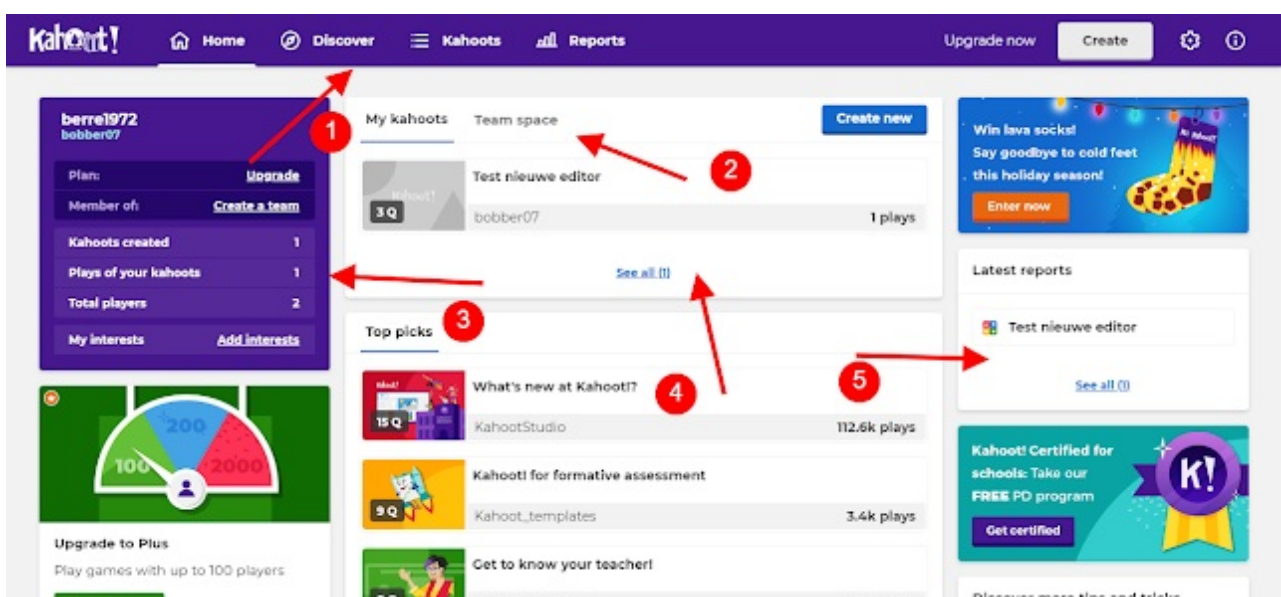 Kahoot!
Home
Discover
Kahoots
Reports
Upgrade now
Create
berre1972
bobber07
Plan: Upgrade
Member of: Create a team
Kahoots created 1
Plays of your kahoots 1
Total players 2
My interests Add interests
200
100 2000
Upgrade to Plus
Play games with up to 100 players
1
2
3
4
5
My kahoots Team space Create new
Kahoot!
Test nieuwe editor
3 Q
bobber07 1 plays
See all (1)
Top picks
What's new at Kahoot!?
15 Q
KahootStudio 112.6k plays
Kahoot! for formative assessment
9 Q
Kahoot_templates 3.4k plays
Get to know your teacher!
Win lava socks!
Say goodbye to cold feet
this holiday season!
Enter now
Latest reports
Test nieuwe editor
See all (1)
Kahoot! Certified for
schools: Take our
FREE PD program
Get certified
K!
Discover more tips and tricks